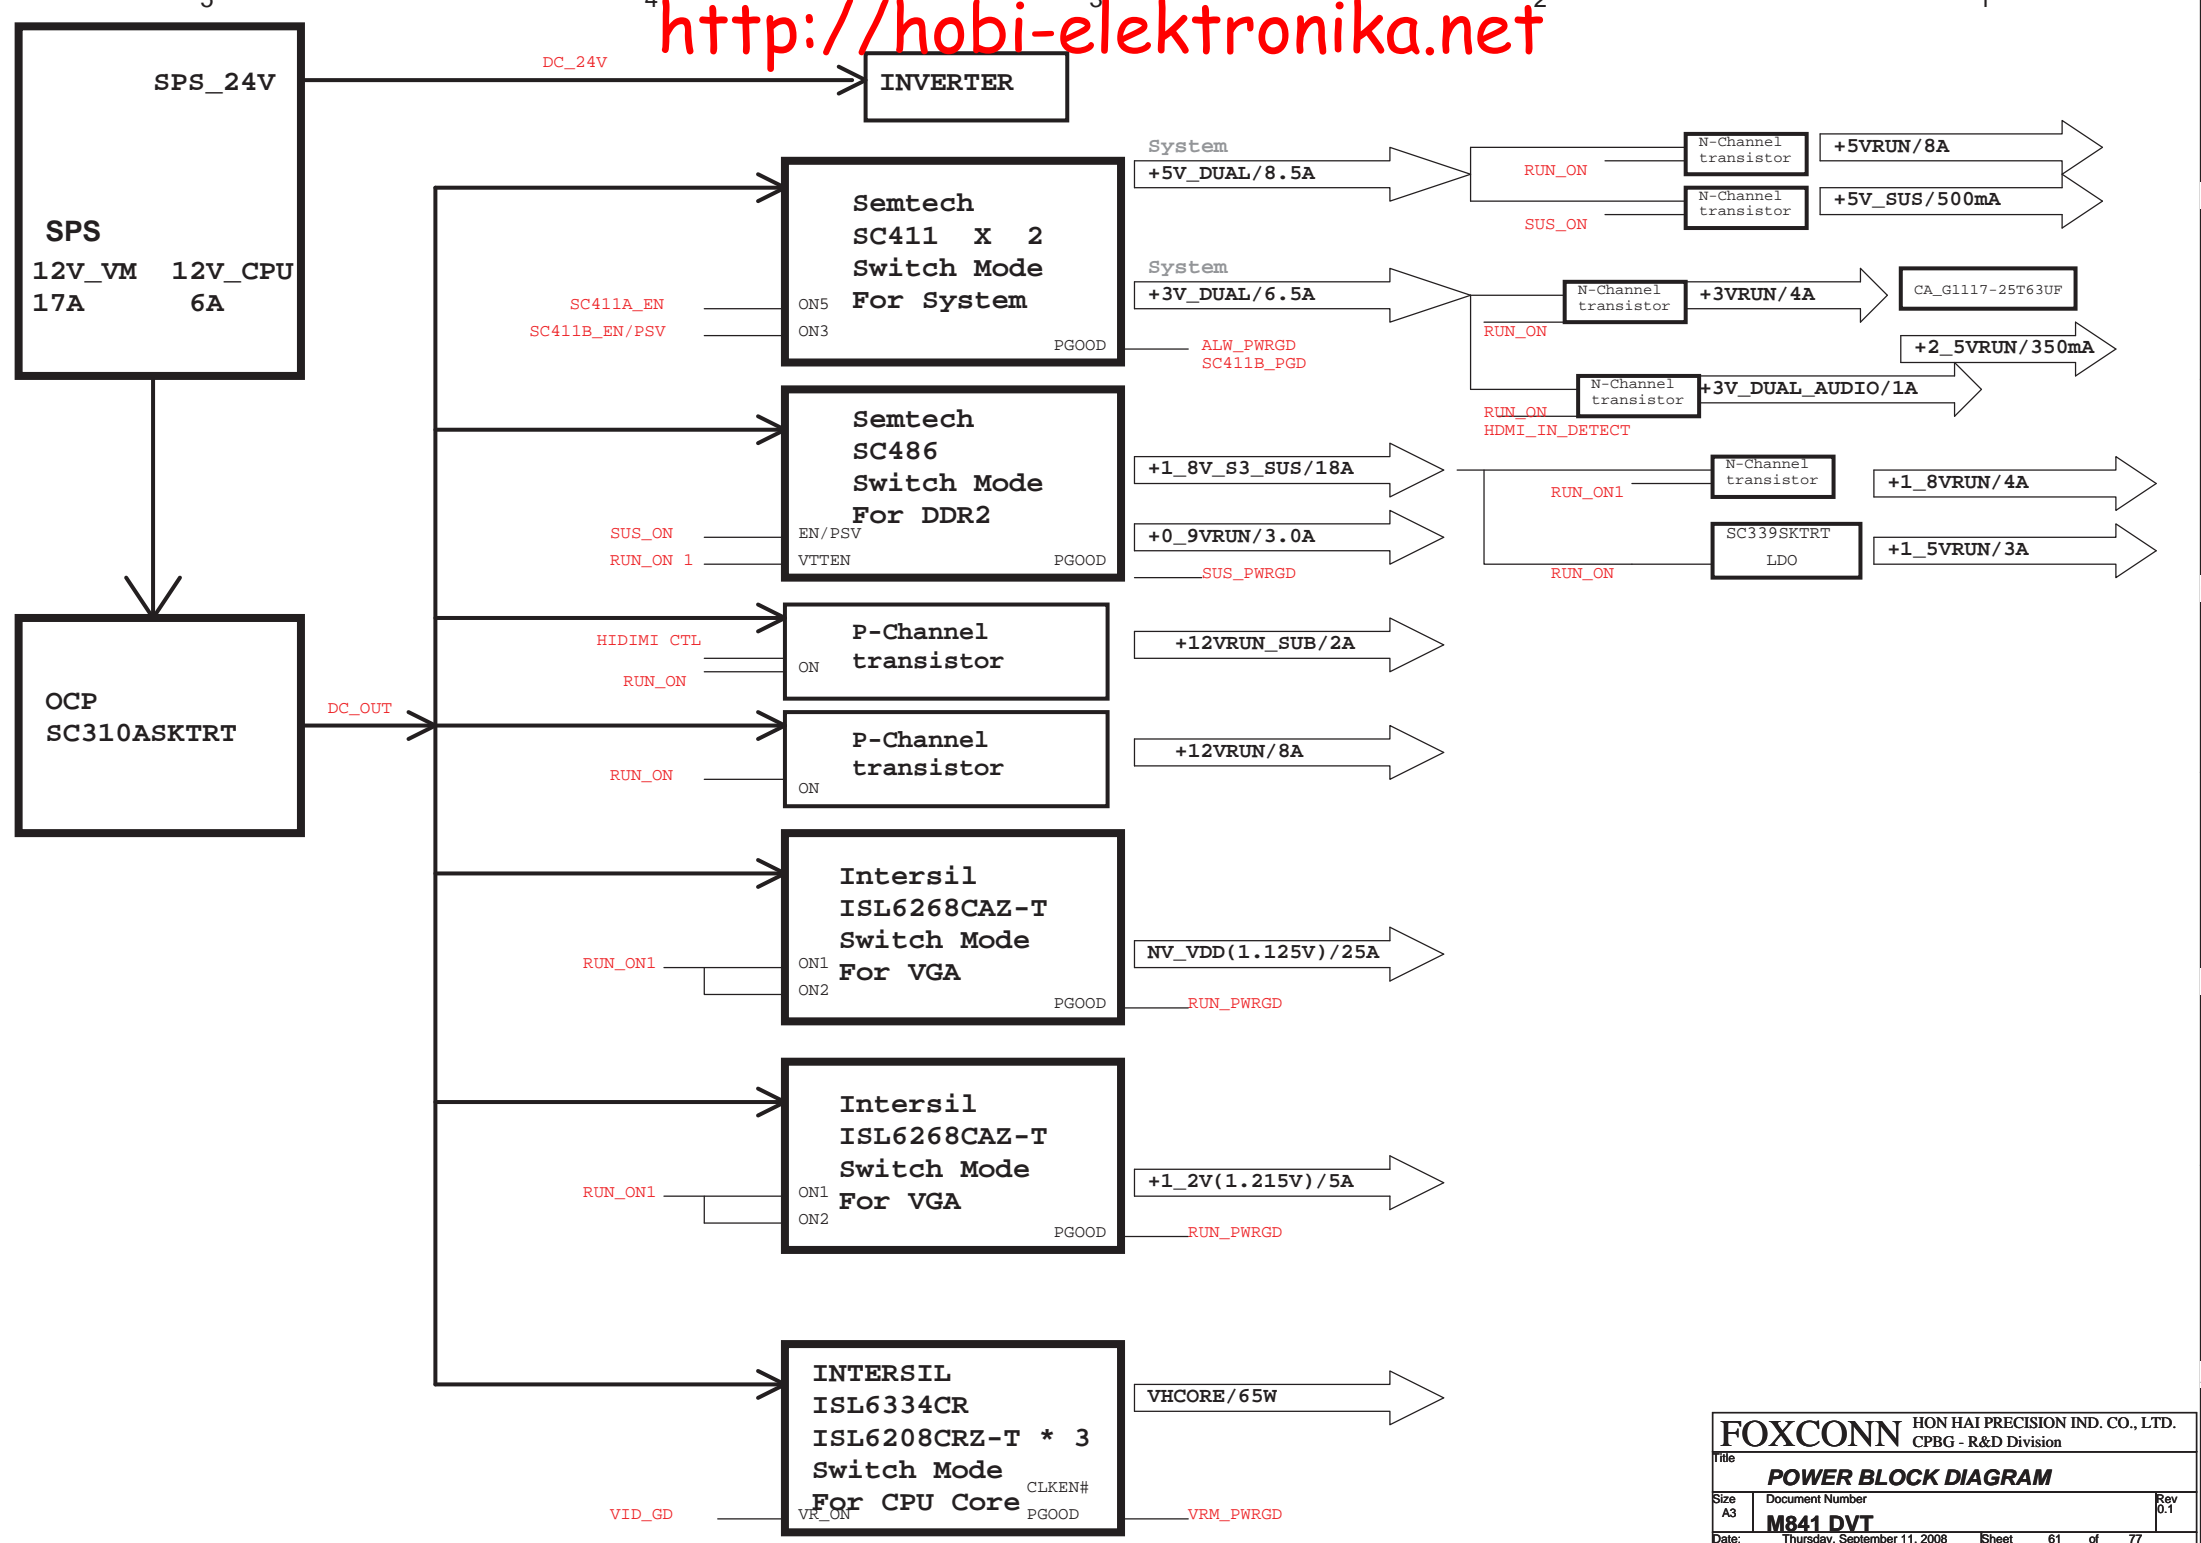 5 4 3 2 1
http://hobi-elektronika.net
SPS_24V
DC_24V
INVERTER
SPS
12V_VM 12V_CPU
17A 6A
OCP
SC310ASKTRT
DC_OUT
Semtech
SC411 X 2
Switch Mode
For System
SC411A_EN
ON5
SC411B_EN/PSV
ON3
PGOOD
ALW_PWRGD
SC411B_PGD
System
+5V_DUAL/8.5A
RUN_ON
N-Channel
transistor
+5VRUN/8A
SUS_ON
N-Channel
transistor
+5V_SUS/500mA
System
+3V_DUAL/6.5A
RUN_ON
N-Channel
transistor
+3VRUN/4A
CA_G1117-25T63UF
+2_5VRUN/350mA
RUN_ON
HDMI_IN_DETECT
N-Channel
transistor
+3V_DUAL_AUDIO/1A
Semtech
SC486
Switch Mode
For DDR2
SUS_ON
EN/PSV
RUN_ON 1
VTTEN
PGOOD
SUS_PWRGD
+1_8V_S3_SUS/18A
+0_9VRUN/3.0A
RUN_ON1
N-Channel
transistor
+1_8VRUN/4A
RUN_ON
SC339SKTRT
LDO
+1_5VRUN/3A
HIDIMI CTL
RUN_ON
ON
P-Channel
transistor
+12VRUN_SUB/2A
RUN_ON
ON
P-Channel
transistor
+12VRUN/8A
Intersil
ISL6268CAZ-T
Switch Mode
For VGA
RUN_ON1
ON1
ON2
PGOOD
RUN_PWRGD
NV_VDD(1.125V)/25A
Intersil
ISL6268CAZ-T
Switch Mode
For VGA
RUN_ON1
ON1
ON2
PGOOD
RUN_PWRGD
+1_2V(1.215V)/5A
INTERSIL
ISL6334CR
ISL6208CRZ-T * 3
Switch Mode
For CPU Core
VID_GD
VR_ON
CLKEN#
PGOOD
VRM_PWRGD
VHCORE/65W
FOXCONN HON HAI PRECISION IND. CO., LTD.
CPBG - R&D Division
Title
POWER BLOCK DIAGRAM
Size Document Number Rev
A3 M841 DVT 0.1
Date: Thursday, September 11, 2008 Sheet 61 of 77